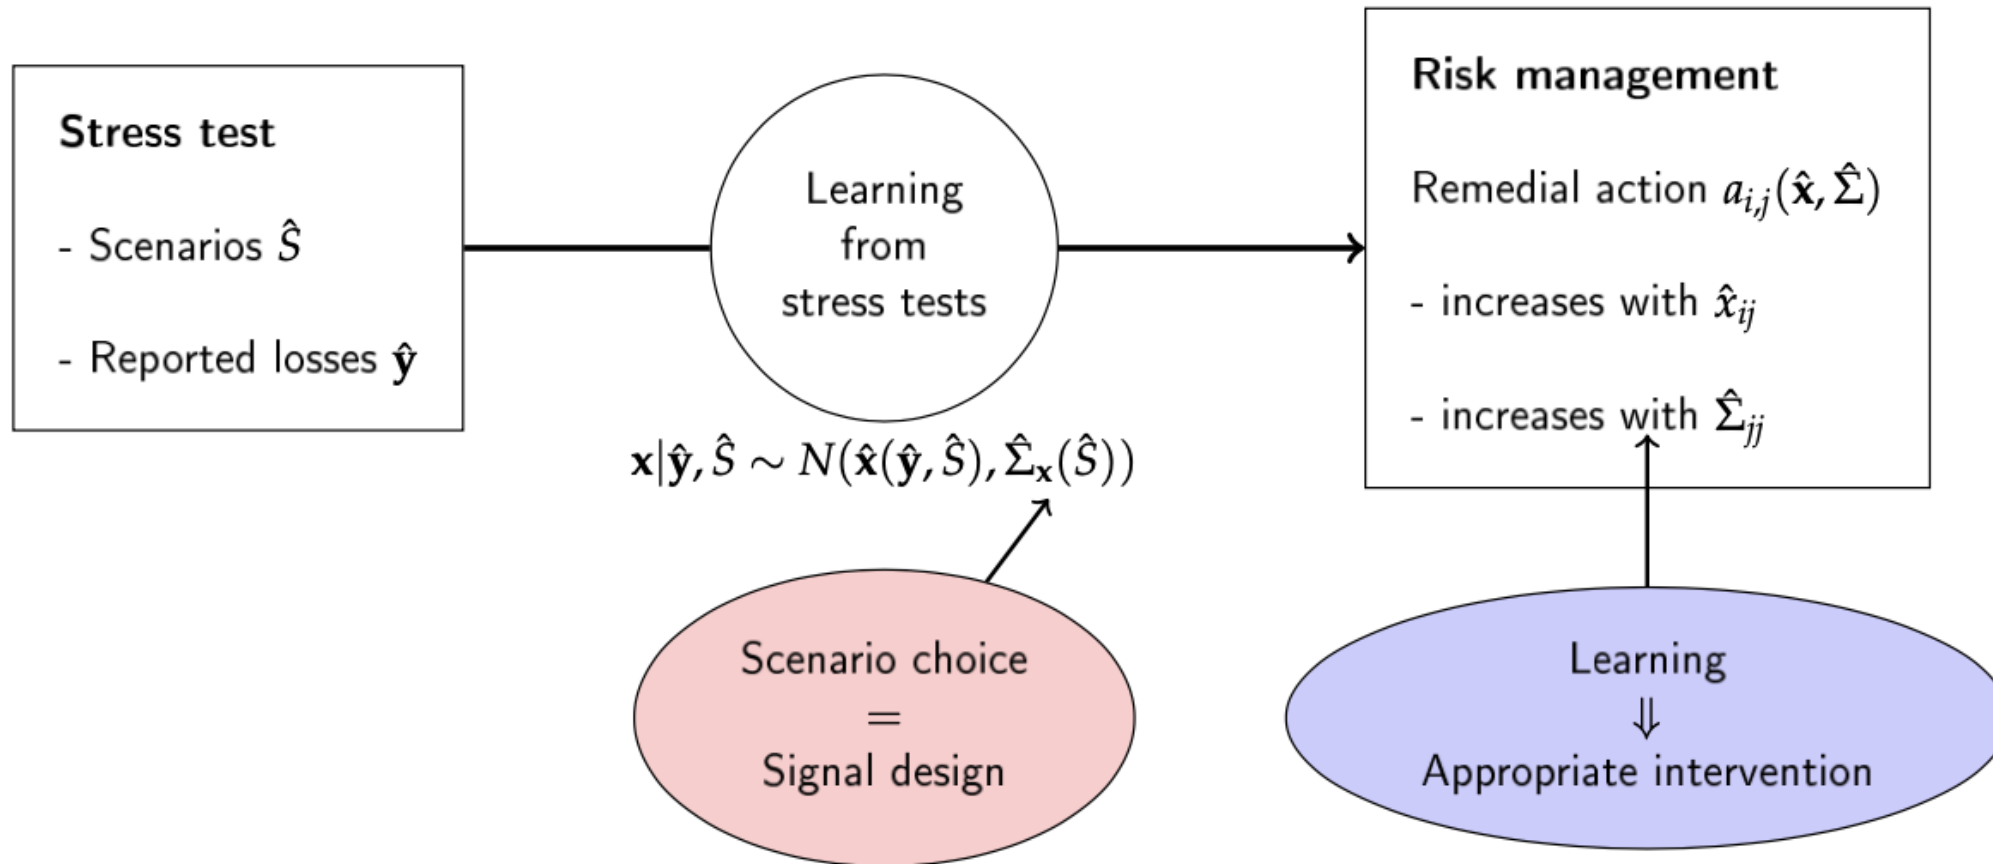 Stress test
- Scenarios Ŝ
- Reported losses ŷ
Learning
from
stress tests
x|ŷ, Ŝ ∼ N(x̂(ŷ, Ŝ), Σ̂ₓ(Ŝ))
Risk management
Remedial action aᵢ,ⱼ(x̂, Σ̂)
- increases with x̂ᵢⱼ
- increases with Σ̂ⱼⱼ
Scenario choice
=
Signal design
Learning
⇓
Appropriate intervention